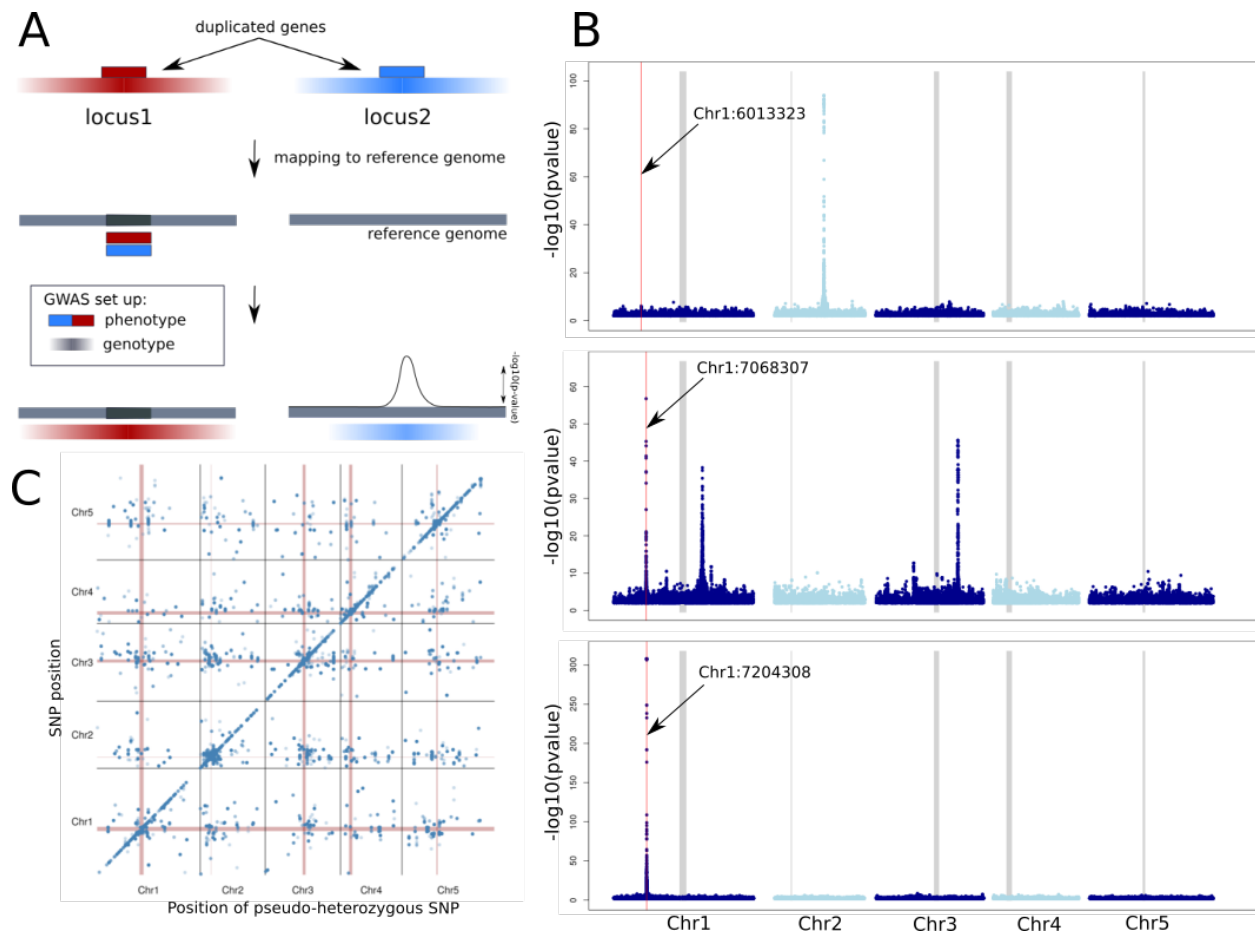 A
duplicated genes
locus1
locus2
mapping to reference genome
reference genome
GWAS set up:
phenotype
genotype
-log10(p-value)
B
-log10(pvalue)
100
80
60
40
20
0
Chr1:6013323
-log10(pvalue)
60
50
40
30
20
10
0
Chr1:7068307
-log10(pvalue)
300
250
200
150
100
50
0
Chr1:7204308
Chr1
Chr2
Chr3
Chr4
Chr5
C
SNP position
Chr5
Chr4
Chr3
Chr2
Chr1
Chr1
Chr2
Chr3
Chr4
Chr5
Position of pseudo-heterozygous SNP